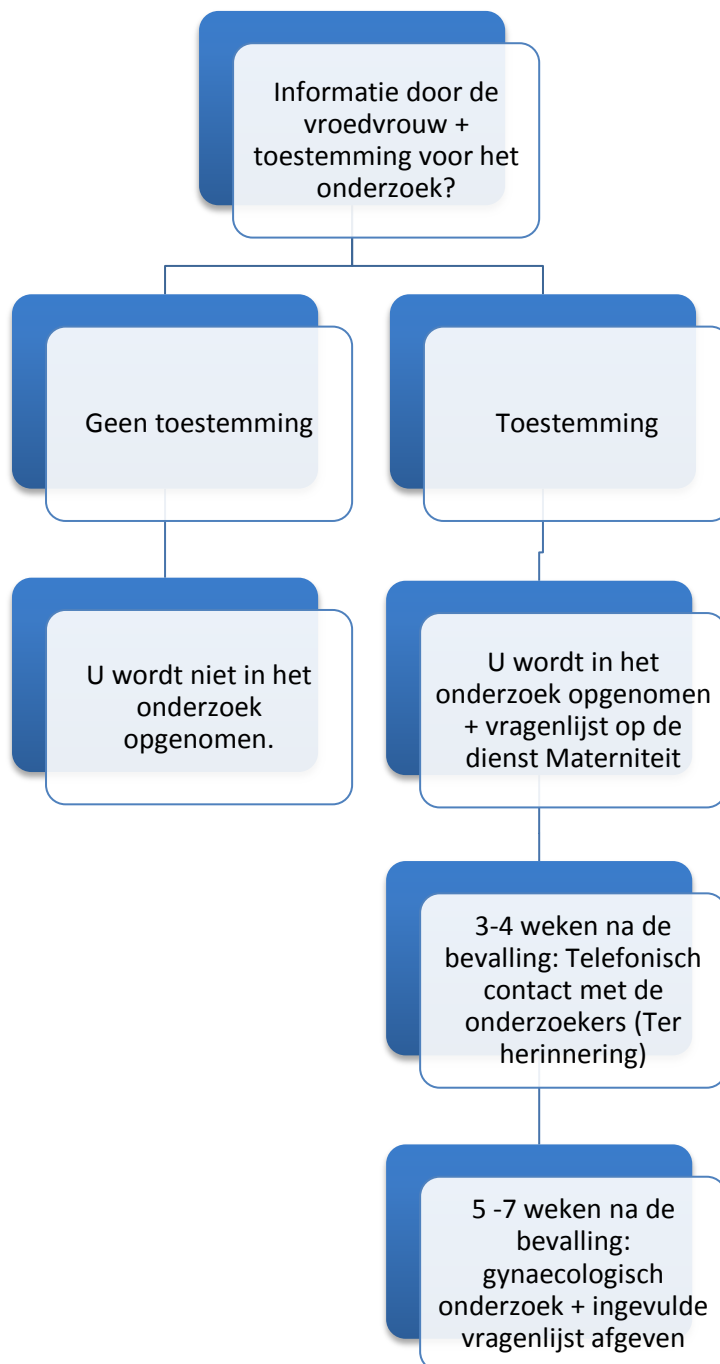 Informatie door de
vroedvrouw +
toestemming voor het
onderzoek?
Geen toestemming
Toestemming
U wordt niet in het
onderzoek
opgenomen.
U wordt in het
onderzoek opgenomen
+ vragenlijst op de
dienst Materniteit
3-4 weken na de
bevalling: Telefonisch
contact met de
onderzoekers (Ter
herinnering)
5 -7 weken na de
bevalling:
gynaecologisch
onderzoek + ingevulde
vragenlijst afgeven